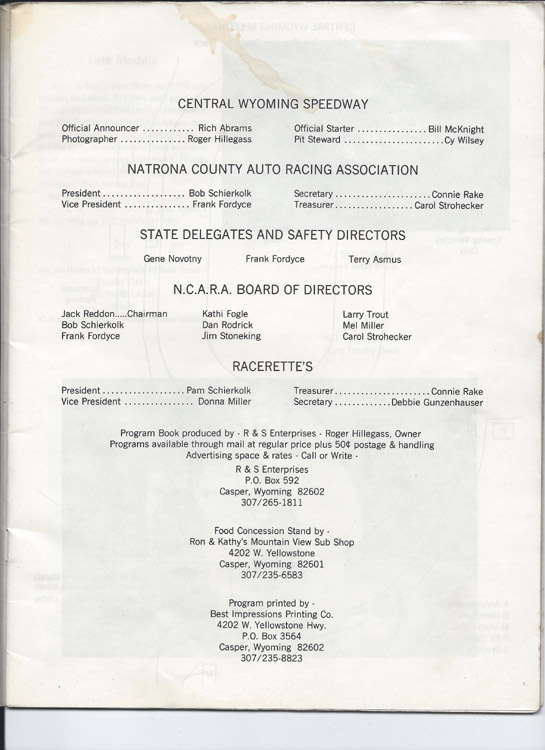 CENTRAL WYOMING SPEEDWAY
Official Announcer ............ Rich Abrams Official Starter ................ Bill McKnight
Photographer ............... Roger Hillegass Pit Steward ....................... Cy Wilsey
NATRONA COUNTY AUTO RACING ASSOCIATION
President ................... Bob Schierkolk Secretary ...................... Connie Rake
Vice President ............... Frank Fordyce Treasurer .................. Carol Strohecker
STATE DELEGATES AND SAFETY DIRECTORS
Gene Novotny Frank Fordyce Terry Asmus
N.C.A.R.A. BOARD OF DIRECTORS
Jack Reddon.....Chairman Kathi Fogle Larry Trout
Bob Schierkolk Dan Rodrick Mel Miller
Frank Fordyce Jim Stoneking Carol Strohecker
RACERETTE'S
President ................... Pam Schierkolk Treasurer ...................... Connie Rake
Vice President ................ Donna Miller Secretary ............. Debbie Gunzenhauser
Program Book produced by - R & S Enterprises - Roger Hillegass, Owner
Programs available through mail at regular price plus 50¢ postage & handling
Advertising space & rates - Call or Write -
R & S Enterprises
P.O. Box 592
Casper, Wyoming 82602
307/265-1811
Food Concession Stand by -
Ron & Kathy's Mountain View Sub Shop
4202 W. Yellowstone
Casper, Wyoming 82601
307/235-6583
Program printed by -
Best Impressions Printing Co.
4202 W. Yellowstone Hwy.
P.O. Box 3564
Casper, Wyoming 82602
307/235-8823